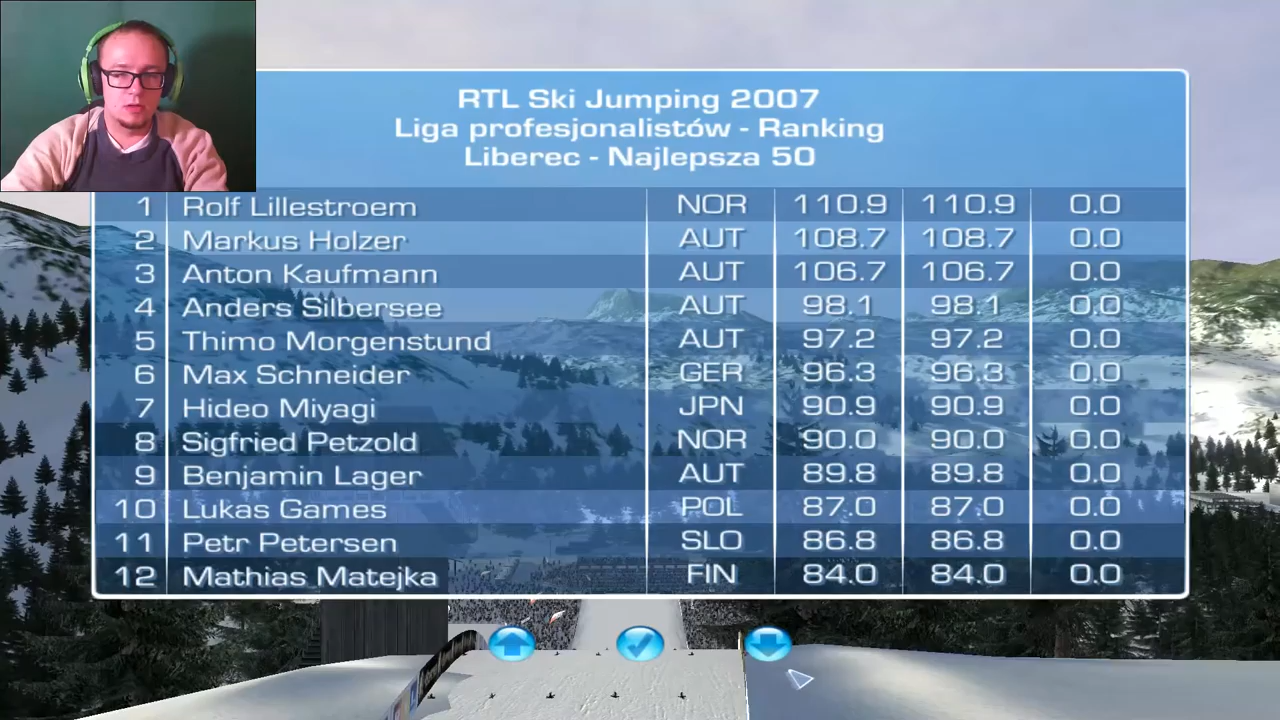 RTL Ski Jumping 2007
Liga profesjonalistów - Ranking
Liberec - Najlepsza 50
1 Rolf Lillestroem NOR 110.9 110.9 0.0
2 Markus Holzer AUT 108.7 108.7 0.0
3 Anton Kaufmann AUT 106.7 106.7 0.0
4 Anders Silbersee AUT 98.1 98.1 0.0
5 Thimo Morgenstund AUT 97.2 97.2 0.0
6 Max Schneider GER 96.3 96.3 0.0
7 Hideo Miyagi JPN 90.9 90.9 0.0
8 Sigfried Petzold NOR 90.0 90.0 0.0
9 Benjamin Lager AUT 89.8 89.8 0.0
10 Lukas Games POL 87.0 87.0 0.0
11 Petr Petersen SLO 86.8 86.8 0.0
12 Mathias Matejka FIN 84.0 84.0 0.0